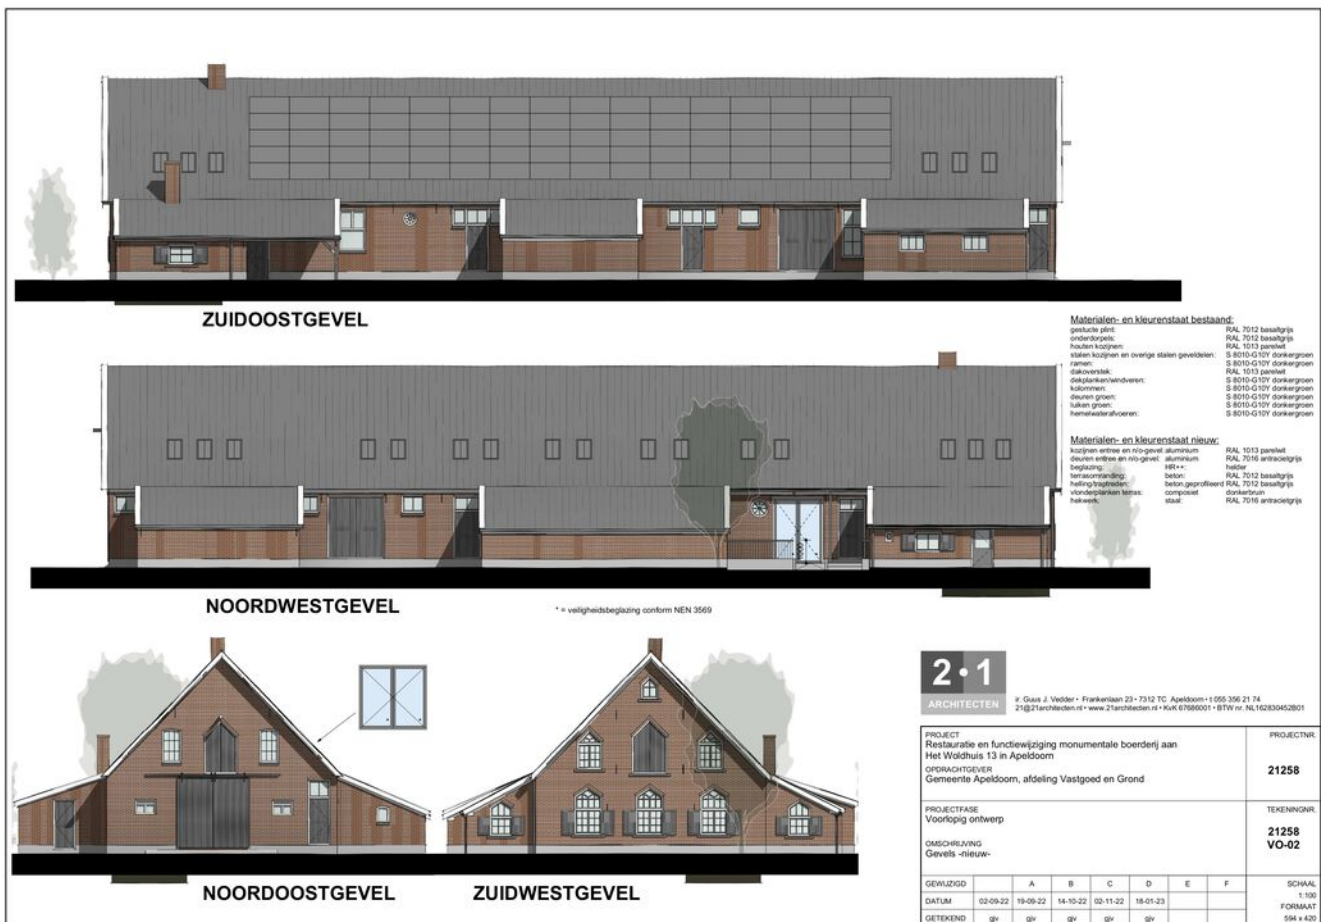 ZUIDOOSTGEVEL
Materialen- en kleurenstaat bestaand:
gestucte plint: RAL 7012 basaltgrijs
onderdorpels: RAL 7012 basaltgrijs
houten kozijnen: RAL 1013 parelwit
stalen kozijnen en overige stalen geveldelen: S 8010-G10Y donkergroen
ramen: S 8010-G10Y donkergroen
dakoverstek: RAL 1013 parelwit
dekplanken/windveren: S 8010-G10Y donkergroen
kolommen: S 8010-G10Y donkergroen
deuren groen: S 8010-G10Y donkergroen
luiken groen: S 8010-G10Y donkergroen
hemelwaterafvoeren: S 8010-G10Y donkergroen
Materialen- en kleurenstaat nieuw:
kozijnen entree en n/o-gevel: aluminium RAL 1013 parelwit
deuren entree en n/o-gevel: aluminium RAL 7016 antracietgrijs
beglazing: HR++: helder
terrasomranding: beton: RAL 7012 basaltgrijs
helling/traptreden: beton,geprofileerd RAL 7012 basaltgrijs
vlonderplanken terras: composiet donkerbruin
hekwerk: staal: RAL 7016 antracietgrijs
NOORDWESTGEVEL
* = veiligheidsbeglazing conform NEN 3569
NOORDOOSTGEVEL
ZUIDWESTGEVEL
2•1
ARCHITECTEN
ir. Guus J. Vedder • Frankenlaan 23 • 7312 TC Apeldoorn • t 055 356 21 74
21@21architecten.nl • www.21architecten.nl • KvK 67686001 • BTW nr. NL162830452B01
PROJECT
Restauratie en functiewijziging monumentale boerderij aan
Het Woldhuis 13 in Apeldoorn
OPDRACHTGEVER
Gemeente Apeldoorn, afdeling Vastgoed en Grond
PROJECTNR.
21258
PROJECTFASE
Voorlopig ontwerp
OMSCHRIJVING
Gevels -nieuw-
TEKENINGNR.
21258
VO-02
GEWIJZIGD A B C D E F
DATUM 02-09-22 19-09-22 14-10-22 02-11-22 18-01-23
GETEKEND gjv gjv gjv gjv gjv
SCHAAL
1:100
FORMAAT
594 x 420